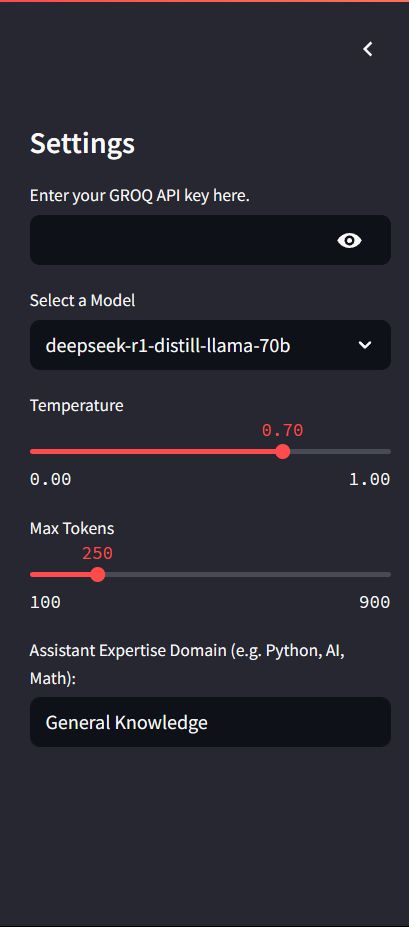 Settings
Enter your GROQ API key here.
Select a Model
deepseek-r1-distill-llama-70b
Temperature
0.70
0.00 1.00
Max Tokens
250
100 900
Assistant Expertise Domain (e.g. Python, AI,
Math):
General Knowledge